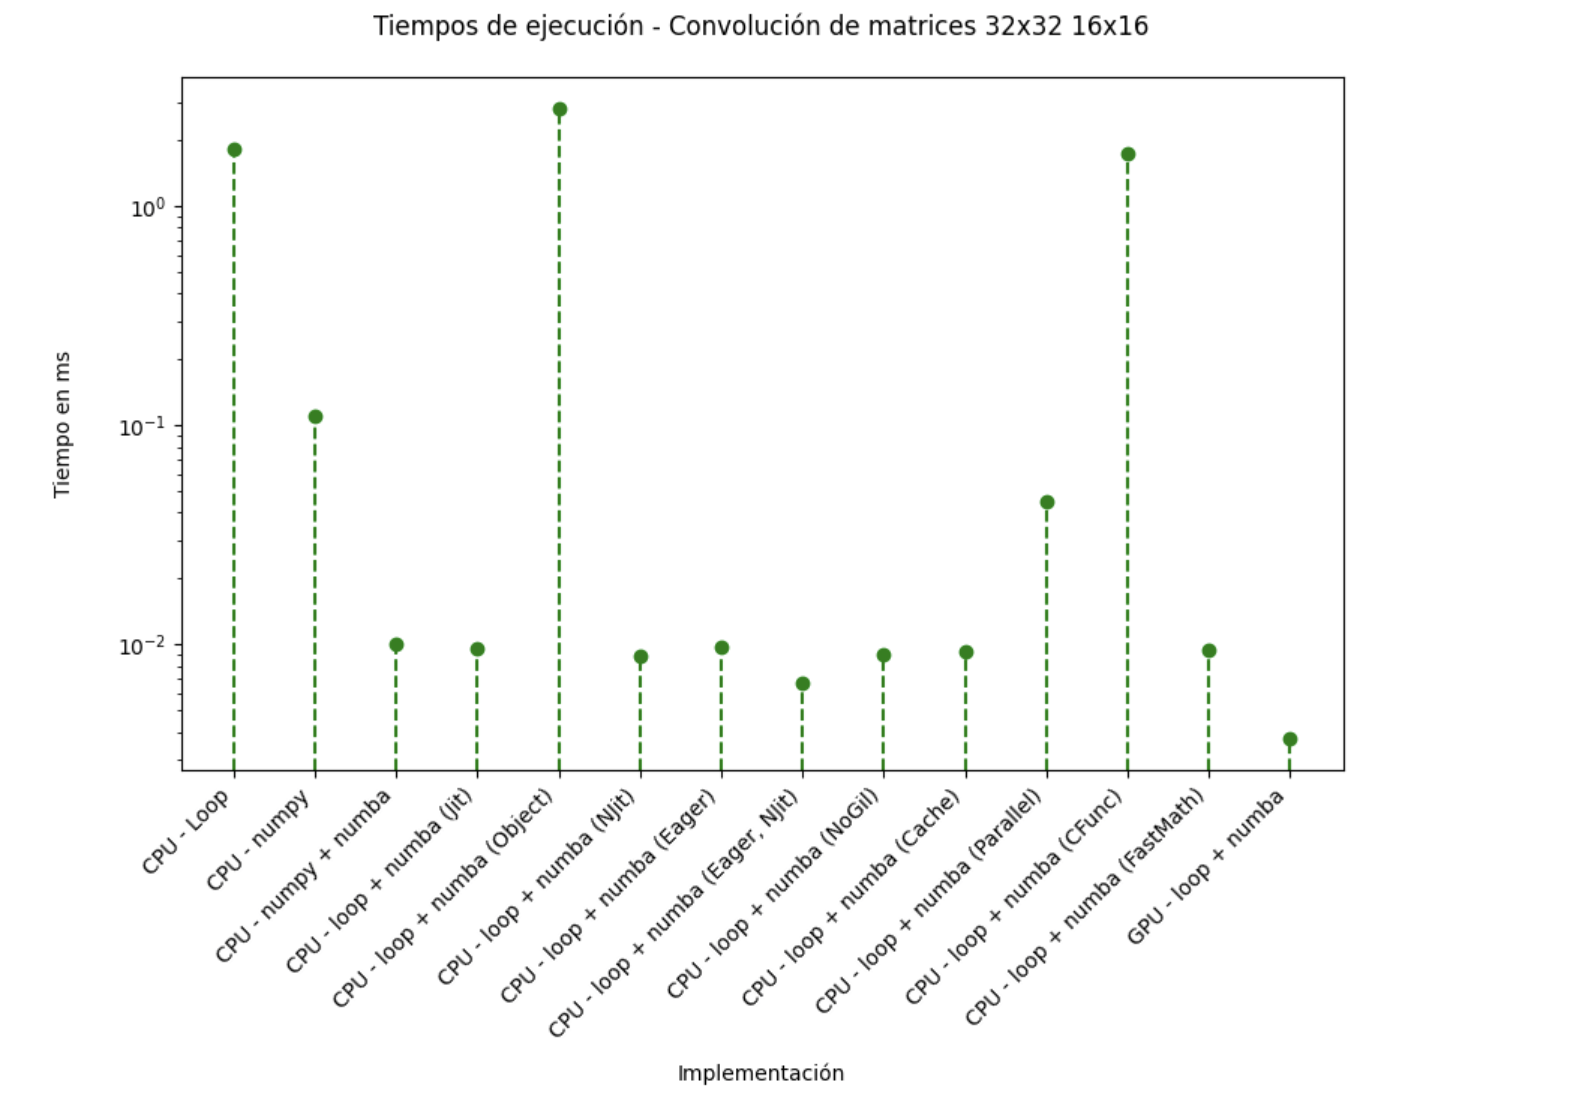 Tiempos de ejecución - Convolución de matrices 32x32 16x16
Tiempo en ms
10⁰
10⁻¹
10⁻²
CPU - Loop
CPU - numpy
CPU - numpy + numba
CPU - loop + numba (Jit)
CPU - loop + numba (Object)
CPU - loop + numba (NJit)
CPU - loop + numba (Eager)
CPU - loop + numba (Eager, NJit)
CPU - loop + numba (NoGil)
CPU - loop + numba (Cache)
CPU - loop + numba (Parallel)
CPU - loop + numba (CFunc)
CPU - loop + numba (FastMath)
GPU - loop + numba
Implementación